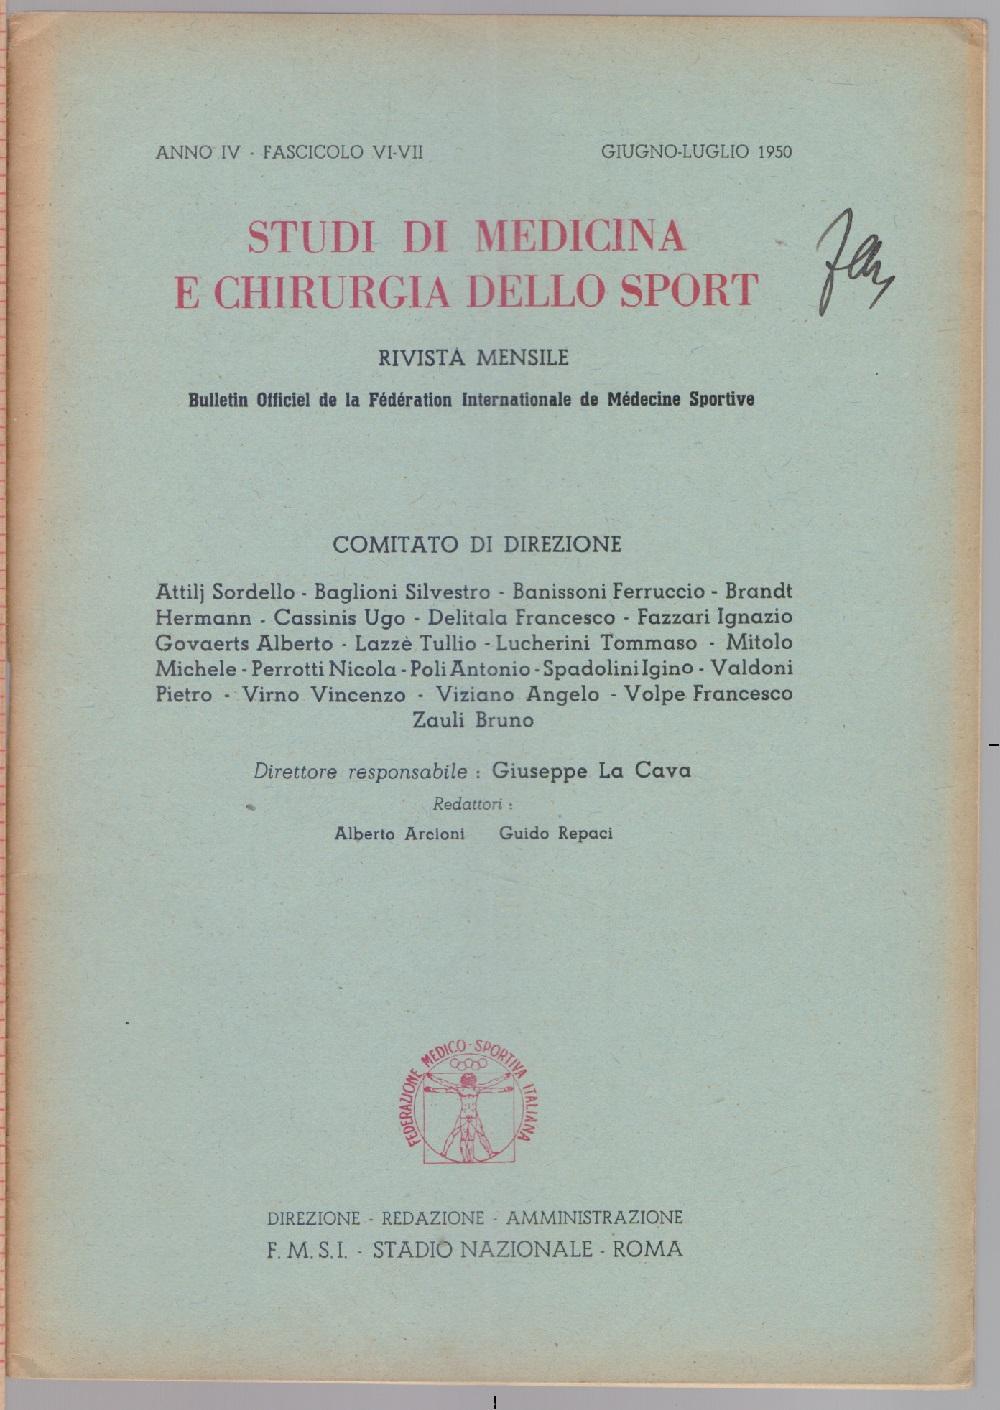 ANNO IV - FASCICOLO VI-VII
GIUGNO-LUGLIO 1950
STUDI DI MEDICINA
E CHIRURGIA DELLO SPORT
RIVISTA MENSILE
Bulletin Officiel de la Fédération Internationale de Médecine Sportive
COMITATO DI DIREZIONE
Attilj Sordello - Baglioni Silvestro - Banissoni Ferruccio - Brandt
Hermann - Cassinis Ugo - Delitala Francesco - Fazzari Ignazio
Govaerts Alberto - Lazzè Tullio - Lucherini Tommaso - Mitolo
Michele - Perrotti Nicola - Poli Antonio - Spadolini Igino - Valdoni
Pietro - Virno Vincenzo - Viziano Angelo - Volpe Francesco
Zauli Bruno
Direttore responsabile : Giuseppe La Cava
Redattori :
Alberto Arcioni Guido Repaci
FEDERAZIONE MEDICO-SPORTIVA ITALIANA
DIREZIONE - REDAZIONE - AMMINISTRAZIONE
F. M. S. I. - STADIO NAZIONALE - ROMA